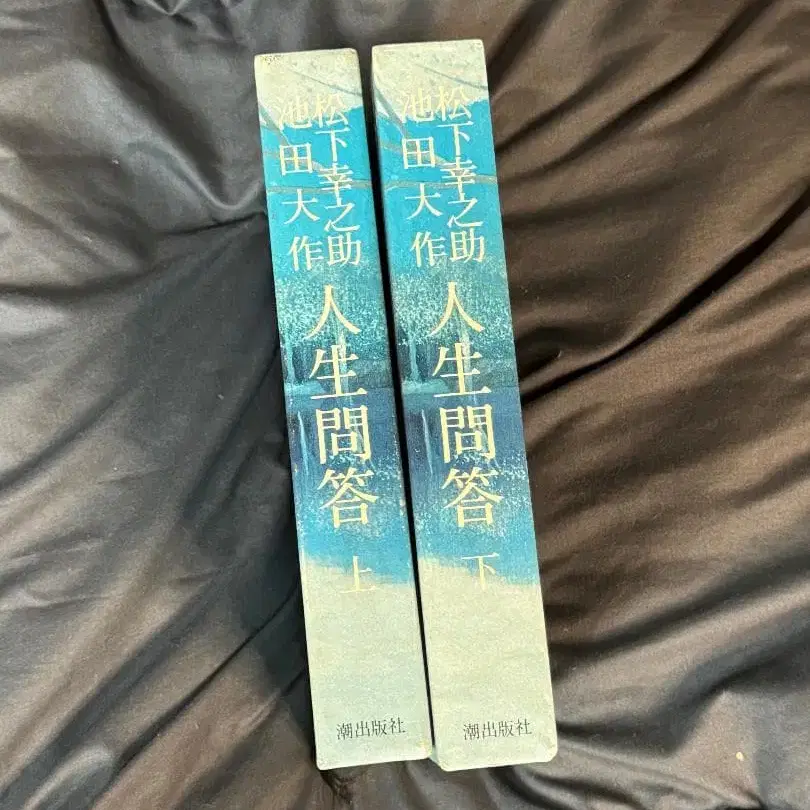 松下幸之助
池田大作
人生問答
上
潮出版社
松下幸之助
池田大作
人生問答
下
潮出版社